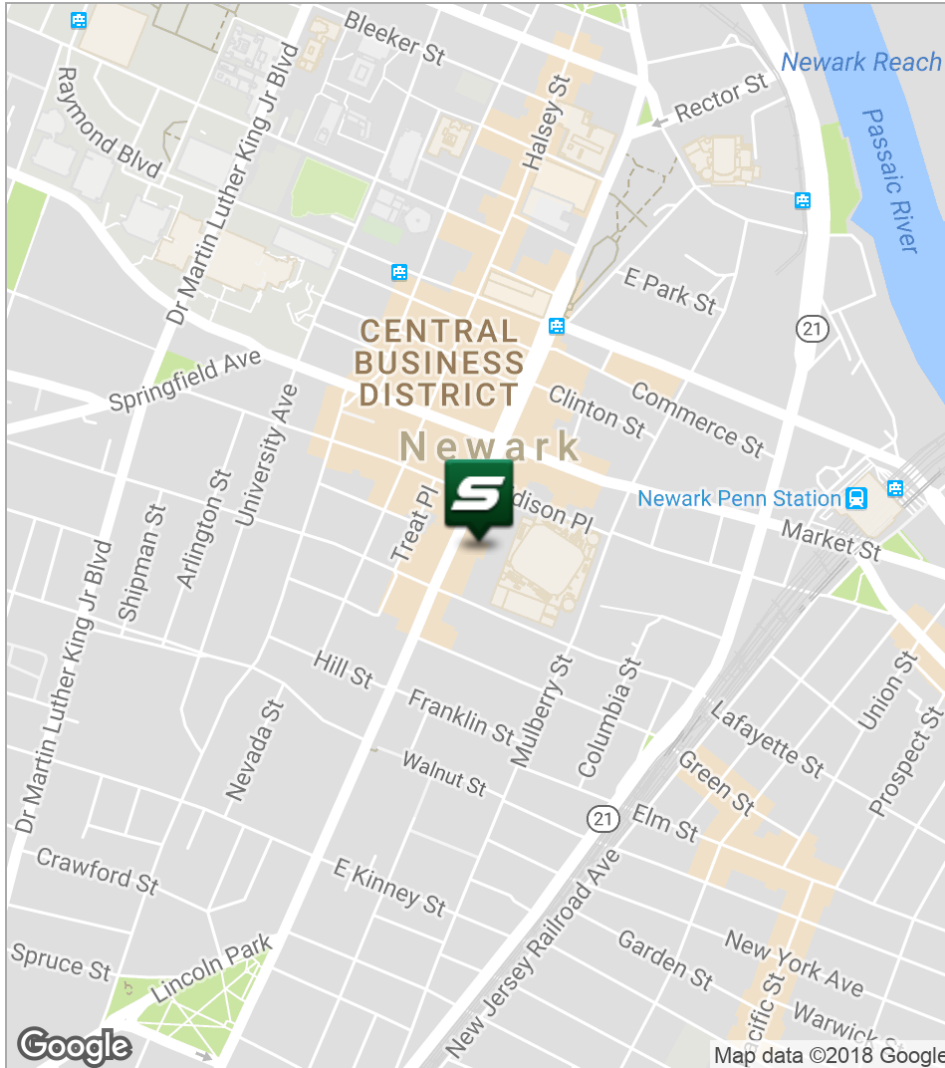 Bleeker St
Newark Reach
Halsey St
Rector St
Raymond Blvd
Dr Martin Luther King Jr Blvd
Passaic River
E Park St
21
CENTRAL
BUSINESS
DISTRICT
Springfield Ave
Clinton St
Commerce St
Newark
University Ave
Arlington St
Shipman St
Treat Pl
S
dison Pl
Newark Penn Station
Market St
Dr Martin Luther King Jr Blvd
Hill St
Franklin St
Mulberry St
Columbia St
Union St
Nevada St
Lafayette St
Prospect St
Walnut St
Green St
21
Elm St
Crawford St
E Kinney St
New Jersey Railroad Ave
Spruce St
Lincoln Park
Garden St
New York Ave
acific St
Warwick St
Google
Map data ©2018 Google